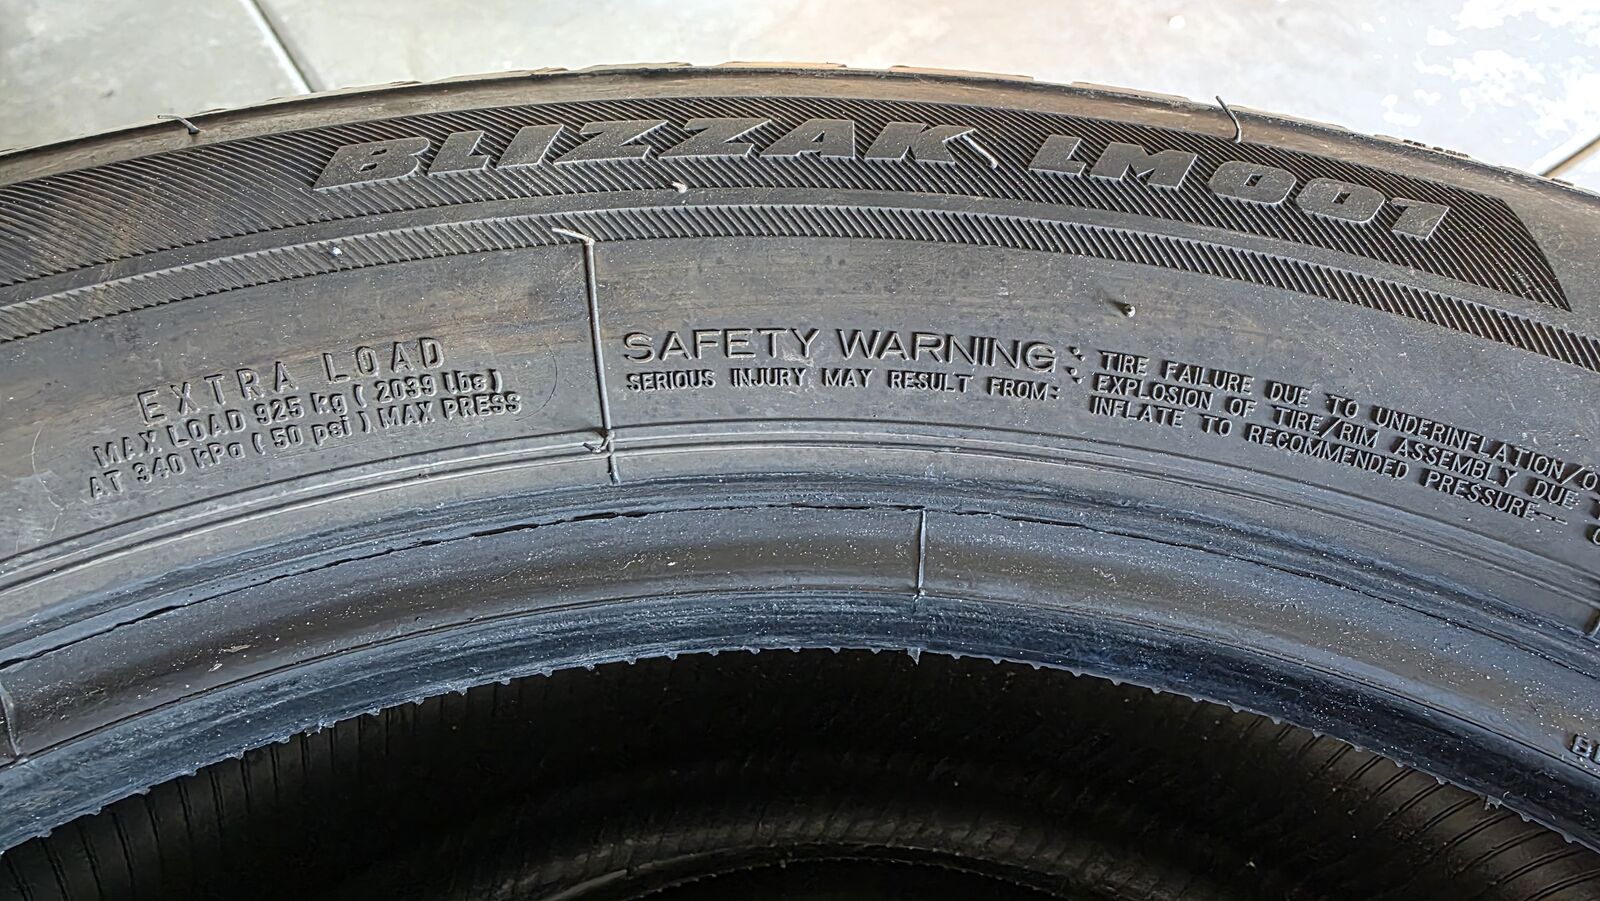 BLIZZAK LM001
EXTRA LOAD
MAX LOAD 925 kg ( 2039 lbs )
AT 340 kPa ( 50 psi ) MAX PRESS
SAFETY WARNING:
SERIOUS INJURY MAY RESULT FROM:
TIRE FAILURE DUE TO UNDERINFLATION/O
EXPLOSION OF TIRE/RIM ASSEMBLY DUE
INFLATE TO RECOMMENDED PRESSURE